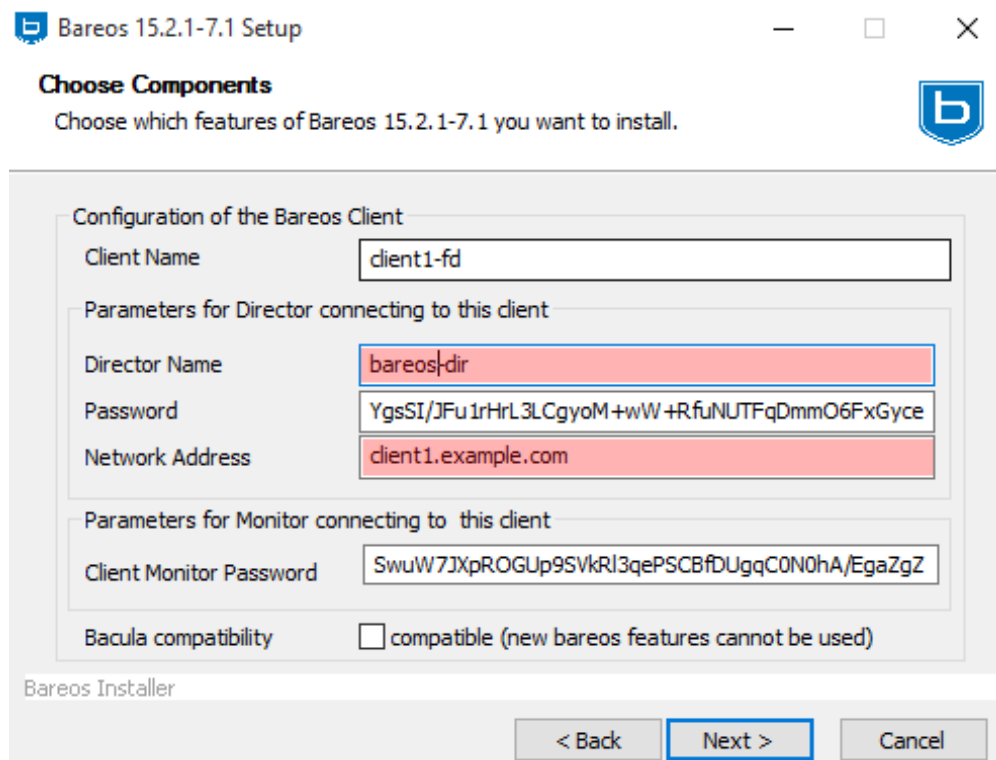 Bareos 15.2.1-7.1 Setup
Choose Components
Choose which features of Bareos 15.2.1-7.1 you want to install.
Configuration of the Bareos Client
Client Name client1-fd
Parameters for Director connecting to this client
Director Name bareos-dir
Password YgsSI/JFu1rHrL3LCgyoM+wW+RfuNUTFqDmmO6FxGyce
Network Address client1.example.com
Parameters for Monitor connecting to this client
Client Monitor Password SwuW7JXpROGUp9SVkRl3qePSCBfDUgqC0N0hA/EgaZgZ
Bacula compatibility compatible (new bareos features cannot be used)
Bareos Installer
< Back Next > Cancel